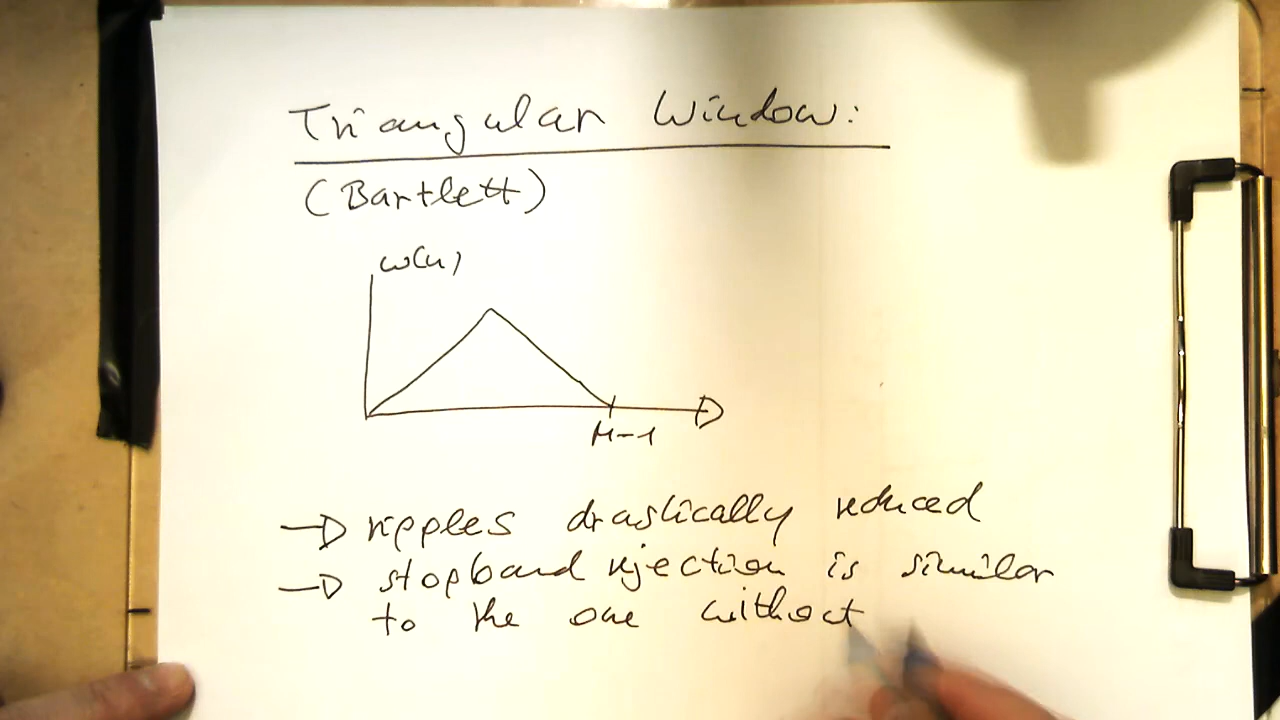 Triangular Window:
(Bartlett)
w(n)
M-1
→ ripples drastically reduced
→ stopband rejection is similar
to the one without